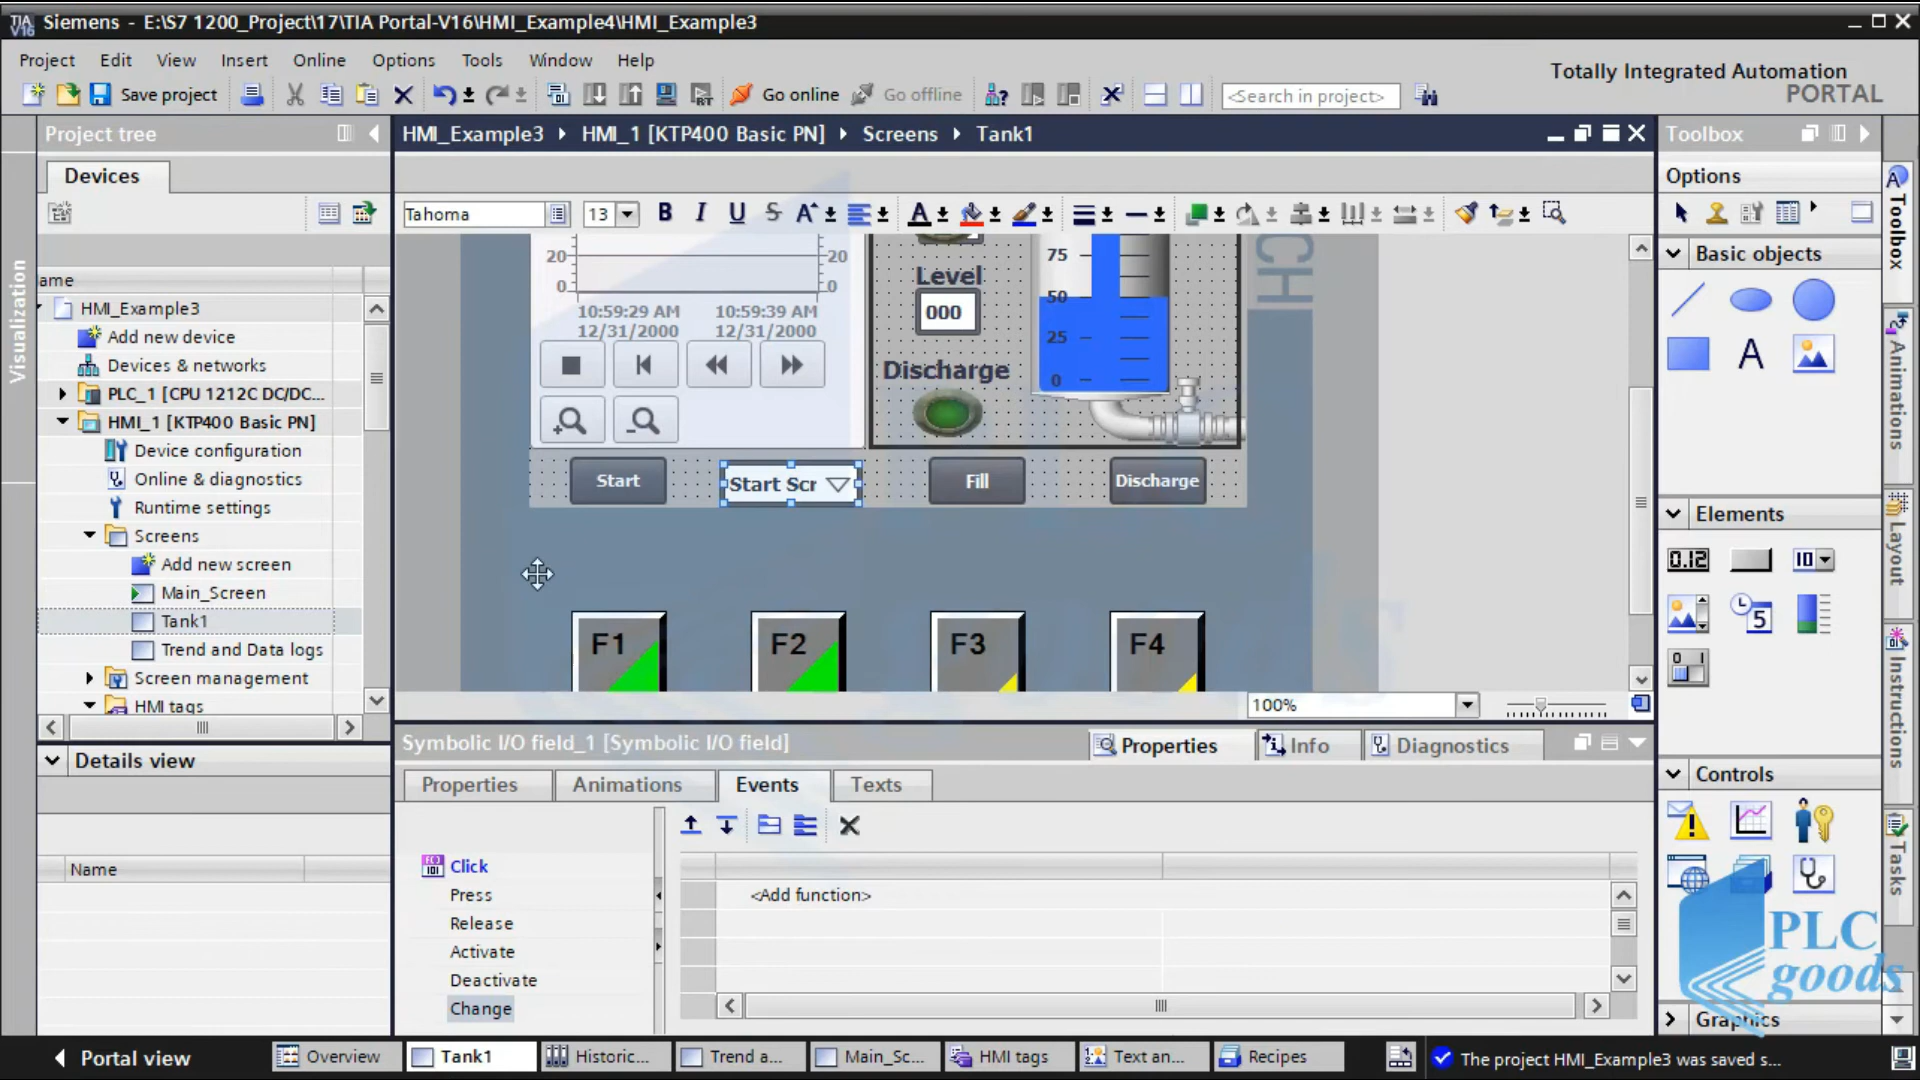 Siemens - E:\S7 1200_Project\17\TIA Portal-V16\HMI_Example4\HMI_Example3
Project Edit View Insert Online Options Tools Window Help
Totally Integrated Automation
PORTAL
Save project
Go online
Go offline
<Search in project>
Project tree
HMI_Example3 HMI_1 [KTP400 Basic PN] Screens Tank1
Toolbox
Devices
Options
Tahoma
13
B I U S
Basic objects
ame
HMI_Example3
Add new device
Devices & networks
PLC_1 [CPU 1212C DC/DC...
HMI_1 [KTP400 Basic PN]
Device configuration
Online & diagnostics
Runtime settings
Screens
Add new screen
Main_Screen
Tank1
Trend and Data logs
Screen management
HMI tags
Visualization
20
20
0
0
10:59:29 AM
12/31/2000
10:59:39 AM
12/31/2000
Level
000
Discharge
75
50
25
0
CH
Start
Start Scr
Fill
Discharge
F1
F2
F3
F4
100%
Elements
0.12
10
5
0 1
Controls
Graphics
Toolbox
Animations
Layout
Instructions
Tasks
Details view
Name
Symbolic I/O field_1 [Symbolic I/O field]
Properties
Info
Diagnostics
Properties
Animations
Events
Texts
Click
Press
Release
Activate
Deactivate
Change
<Add function>
PLC
goods
Portal view
Overview
Tank1
Historic...
Trend a...
Main_Sc...
HMI tags
Text an...
Recipes
The project HMI_Example3 was saved s...